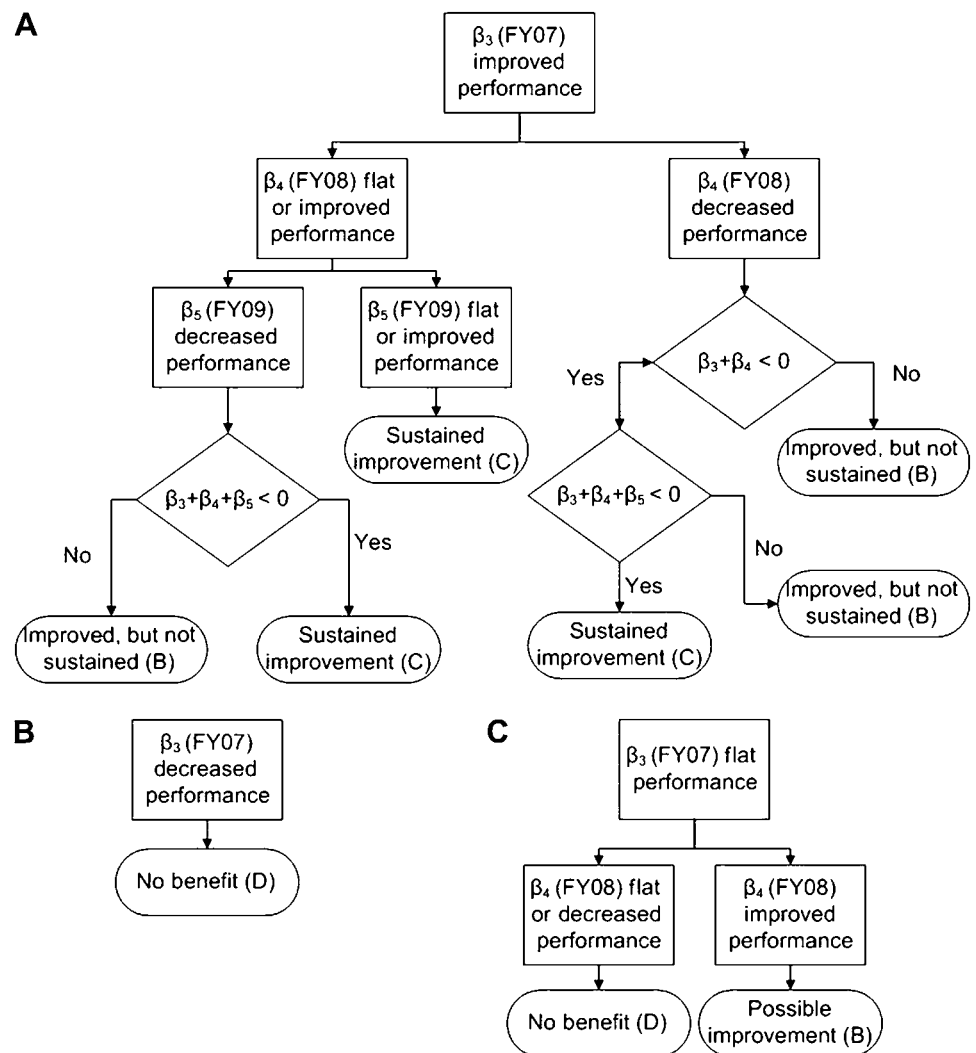 A
β₃ (FY07)
improved
performance
β₄ (FY08) flat
or improved
performance
β₄ (FY08)
decreased
performance
β₅ (FY09)
decreased
performance
β₅ (FY09) flat
or improved
performance
β₃+β₄ < 0
Yes
No
Sustained
improvement (C)
Improved, but not
sustained (B)
β₃+β₄+β₅ < 0
β₃+β₄+β₅ < 0
No
Yes
No
Yes
Improved, but not
sustained (B)
Improved, but not
sustained (B)
Sustained
improvement (C)
Sustained
improvement (C)
B
β₃ (FY07)
decreased
performance
No benefit (D)
C
β₃ (FY07) flat
performance
β₄ (FY08) flat
or decreased
performance
β₄ (FY08)
improved
performance
No benefit (D)
Possible
improvement (B)